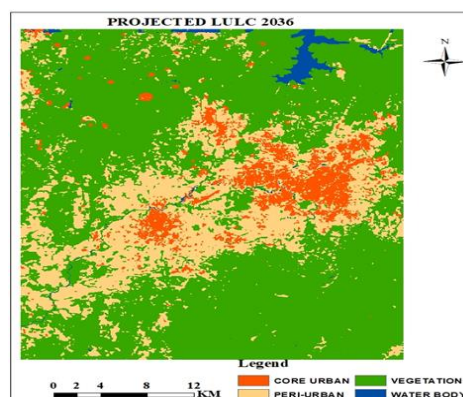 PROJECTED LULC 2036
N
Legend
0 2 4 8 12
KM
CORE URBAN
VEGETATION
PERI-URBAN
WATER BODY